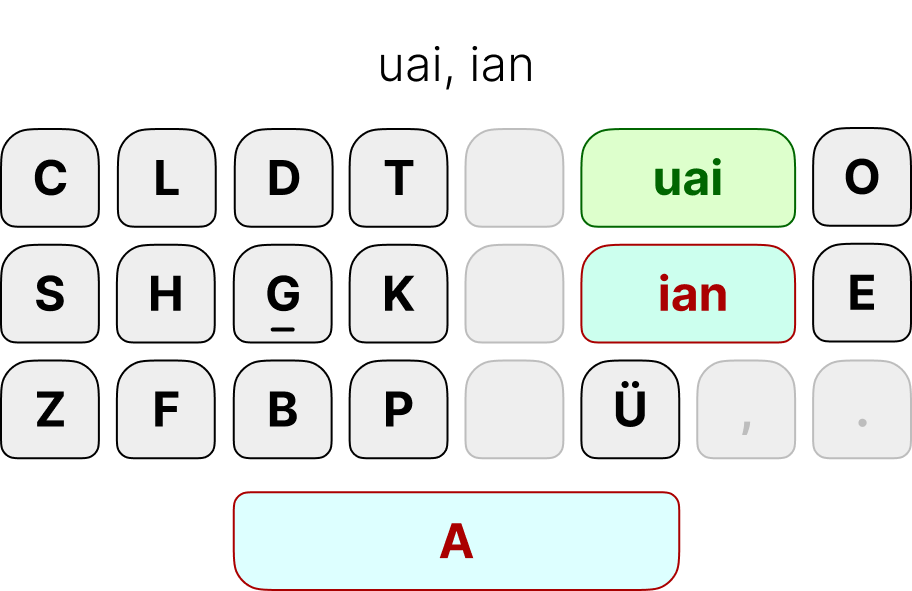 uai, ian
C L D T uai O
S H G K ian E
Z F B P Ü , .
A